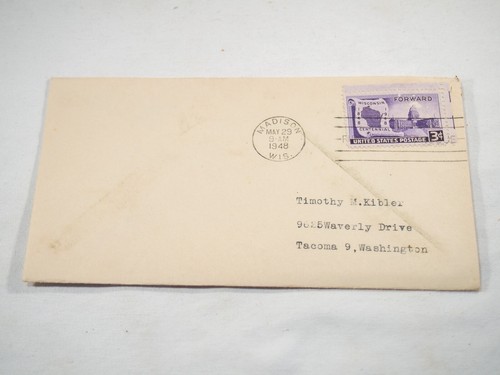 WISCONSIN
FORWARD
CENTENNIAL
3¢
UNITED STATES POSTAGE
MADISON
MAY 29
9-AM
1948
WIS.
Timothy M.Kibler
9625Waverly Drive
Tacoma 9,Washington